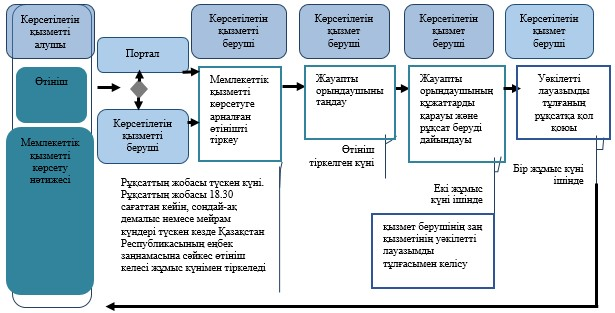 Көрсетілетін
қызметті
алушы
Өтініш
Мемлекеттік
қызметті
көрсету
нәтижесі
Портал
Көрсетілетін
қызметті
беруші
Көрсетілетін
қызметті
беруші
Мемлекеттік
қызметті
көрсетуге
арналған
өтінішті
тіркеу
Рұқсаттың жобасы түскен күні.
Рұқсаттың жобасы 18.30
сағаттан кейін, сондай-ақ
демалыс немесе мейрам
күндері түскен кезде Қазақстан
Республикасының еңбек
заңнамасына сәйкес өтініш
келесі жұмыс күнімен тіркеледі
Көрсетілетін
қызмет
беруші
Жауапты
орындаушыны
таңдау
Өтініш
тіркелген күні
Көрсетілетін
қызмет
беруші
Жауапты
орындаушының
құжаттарды
қарауы және
рұқсат беруді
дайындауы
Екі жұмыс
күні ішінде
қызмет берушінің заң
қызметінің уәкілетті
лауазымды
тұлғасымен келісу
Көрсетілетін
қызмет
беруші
Уәкілетті
лауазымды
тұлғаның
рұқсатқа қол
қоюы
Бір жұмыс күні
ішінде